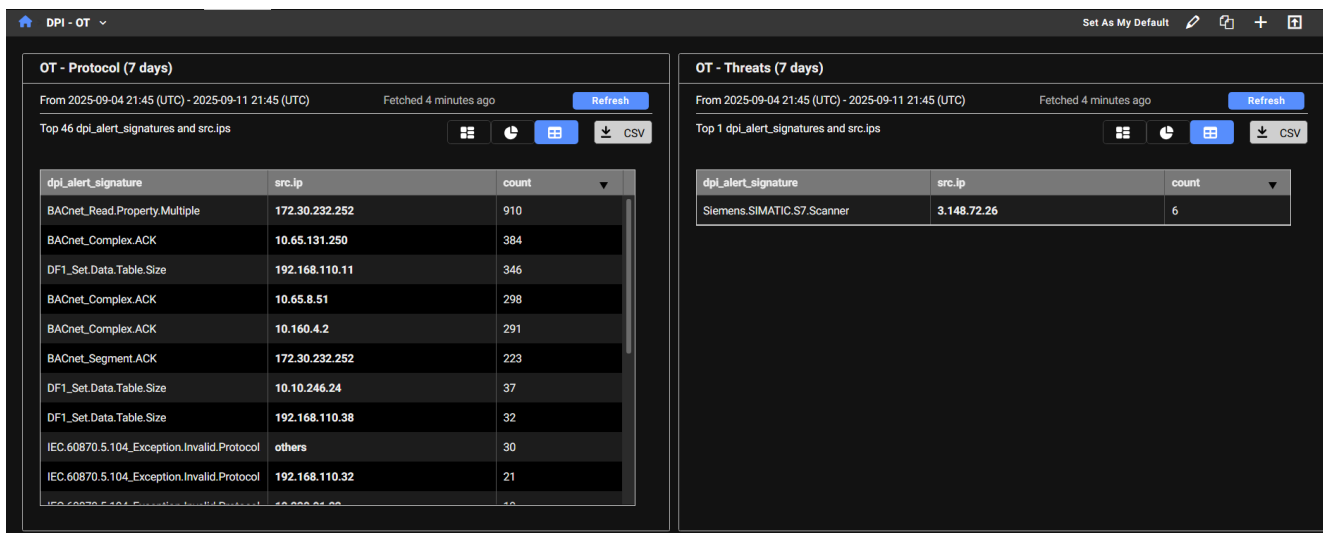 DPI - OT
Set As My Default
OT - Protocol (7 days)
From 2025-09-04 21:45 (UTC) - 2025-09-11 21:45 (UTC) Fetched 4 minutes ago Refresh
Top 46 dpi_alert_signatures and src.ips CSV
dpi_alert_signature src.ip count
BACnet_Read.Property.Multiple 172.30.232.252 910
BACnet_Complex.ACK 10.65.131.250 384
DF1_Set.Data.Table.Size 192.168.110.11 346
BACnet_Complex.ACK 10.65.8.51 298
BACnet_Complex.ACK 10.160.4.2 291
BACnet_Segment.ACK 172.30.232.252 223
DF1_Set.Data.Table.Size 10.10.246.24 37
DF1_Set.Data.Table.Size 192.168.110.38 32
IEC.60870.5.104_Exception.Invalid.Protocol others 30
IEC.60870.5.104_Exception.Invalid.Protocol 192.168.110.32 21
OT - Threats (7 days)
From 2025-09-04 21:45 (UTC) - 2025-09-11 21:45 (UTC) Fetched 4 minutes ago Refresh
Top 1 dpi_alert_signatures and src.ips CSV
dpi_alert_signature src.ip count
Siemens.SIMATIC.S7.Scanner 3.148.72.26 6